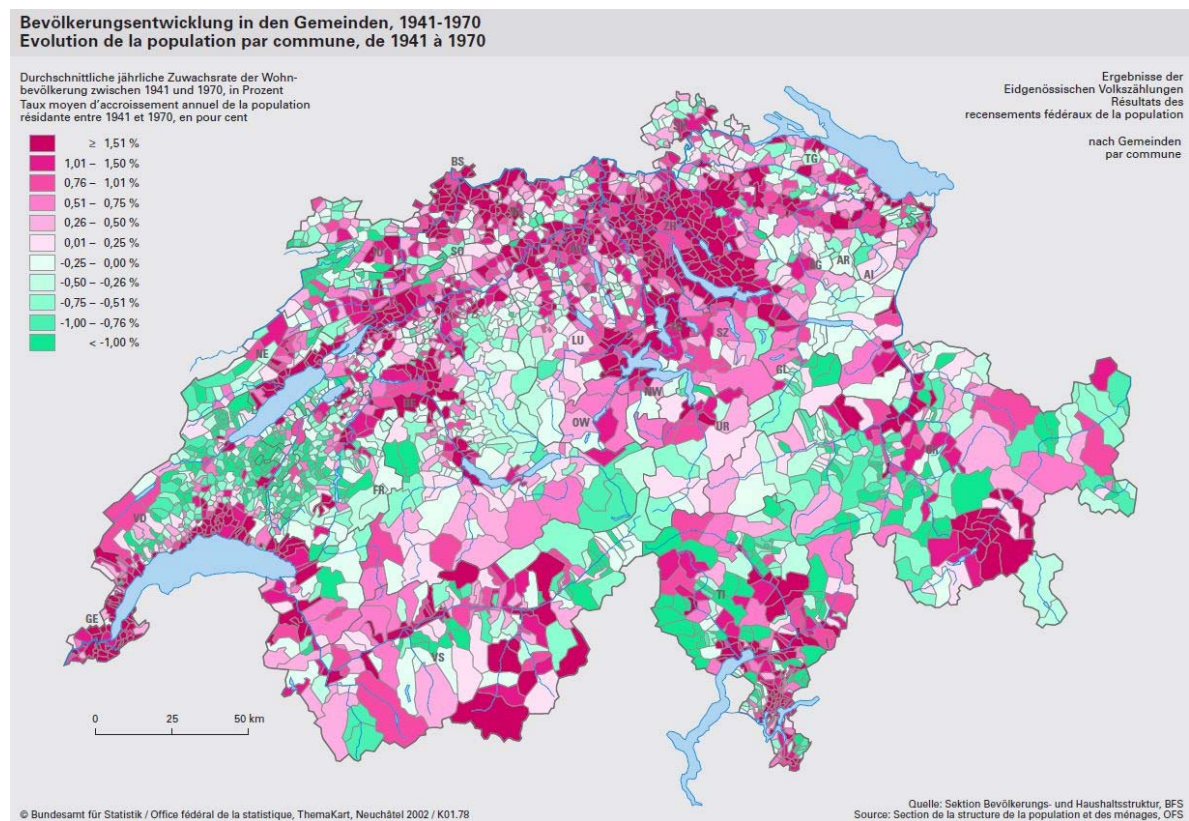 Bevölkerungsentwicklung in den Gemeinden, 1941-1970
Evolution de la population par commune, de 1941 à 1970
Durchschnittliche jährliche Zuwachsrate der Wohn-
bevölkerung zwischen 1941 und 1970, in Prozent
Taux moyen d'accroissement annuel de la population
résidante entre 1941 et 1970, en pour cent
≥ 1,51 %
1,01 – 1,50 %
0,76 – 1,01 %
0,51 – 0,75 %
0,26 – 0,50 %
0,01 – 0,25 %
-0,25 – 0,00 %
-0,50 – -0,26 %
-0,75 – -0,51 %
-1,00 – -0,76 %
< -1,00 %
Ergebnisse der
Eidgenössischen Volkszählungen
Résultats des
recensements fédéraux de la population
nach Gemeinden
par commune
BS
TG
ZH
SO
AR
AI
NE
LU
SZ
GL
NW
BE
OW
UR
GR
FR
VD
TI
GE
VS
0 25 50 km
© Bundesamt für Statistik / Office fédéral de la statistique, ThemaKart, Neuchâtel 2002 / K01.78
Quelle: Sektion Bevölkerungs- und Haushaltsstruktur, BFS
Source: Section de la structure de la population et des ménages, OFS